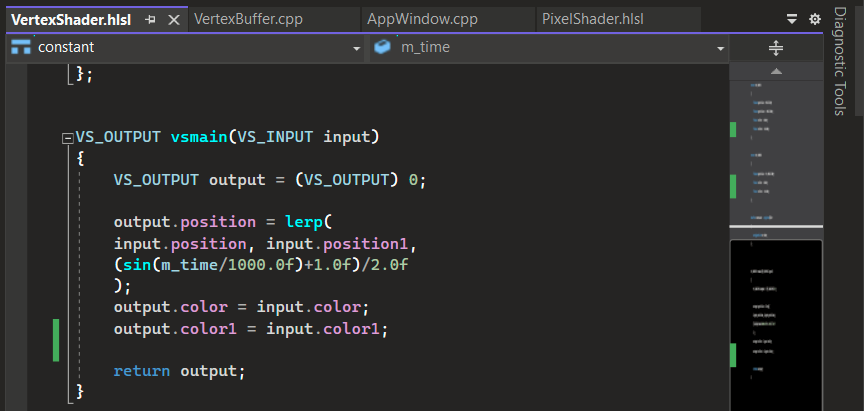 VertexShader.hlsl VertexBuffer.cpp AppWindow.cpp PixelShader.hlsl
constant m_time
Diagnostic Tools
};
VS_OUTPUT vsmain(VS_INPUT input)
{
VS_OUTPUT output = (VS_OUTPUT) 0;
output.position = lerp(
input.position, input.position1,
(sin(m_time/1000.0f)+1.0f)/2.0f
);
output.color = input.color;
output.color1 = input.color1;
return output;
}